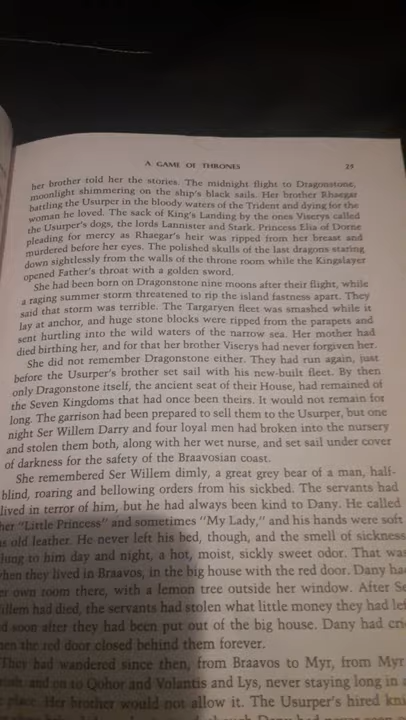 A GAME OF THRONES 29
her brother told her the stories. The midnight flight to Dragonstone,
moonlight shimmering on the ship's black sails. Her brother Rhaegar
battling the Usurper in the bloody waters of the Trident and dying for the
woman he loved. The sack of King's Landing by the ones Viserys called
the Usurper's dogs, the lords Lannister and Stark. Princess Elia of Dorne
pleading for mercy as Rhaegar's heir was ripped from her breast and
murdered before her eyes. The polished skulls of the last dragons staring
down sightlessly from the walls of the throne room while the Kingslayer
opened Father's throat with a golden sword.
She had been born on Dragonstone nine moons after their flight, while
a raging summer storm threatened to rip the island fastness apart. They
said that storm was terrible. The Targaryen fleet was smashed while it
lay at anchor, and huge stone blocks were ripped from the parapets and
sent hurtling into the wild waters of the narrow sea. Her mother had
died birthing her, and for that her brother Viserys had never forgiven her.
She did not remember Dragonstone either. They had run again, just
before the Usurper's brother set sail with his new-built fleet. By then
only Dragonstone itself, the ancient seat of their House, had remained of
the Seven Kingdoms that had once been theirs. It would not remain for
long. The garrison had been prepared to sell them to the Usurper, but one
night Ser Willem Darry and four loyal men had broken into the nursery
and stolen them both, along with her wet nurse, and set sail under cover
of darkness for the safety of the Braavosian coast.
She remembered Ser Willem dimly, a great grey bear of a man, half-
blind, roaring and bellowing orders from his sickbed. The servants had
lived in terror of him, but he had always been kind to Dany. He called
her "Little Princess" and sometimes "My Lady," and his hands were soft
as old leather. He never left his bed, though, and the smell of sickness
lung to him day and night, a hot, moist, sickly sweet odor. That was
when they lived in Braavos, in the big house with the red door. Dany had
er own room there, with a lemon tree outside her window. After Se
illem had died, the servants had stolen what little money they had lef
d soon after they had been put out of the big house. Dany had cri
hen the red door closed behind them forever.
They had wandered since then, from Braavos to Myr, from Myr
and on to Qohor and Volantis and Lys, never staying long in a
place. Her brother would not allow it. The Usurper's hired kni